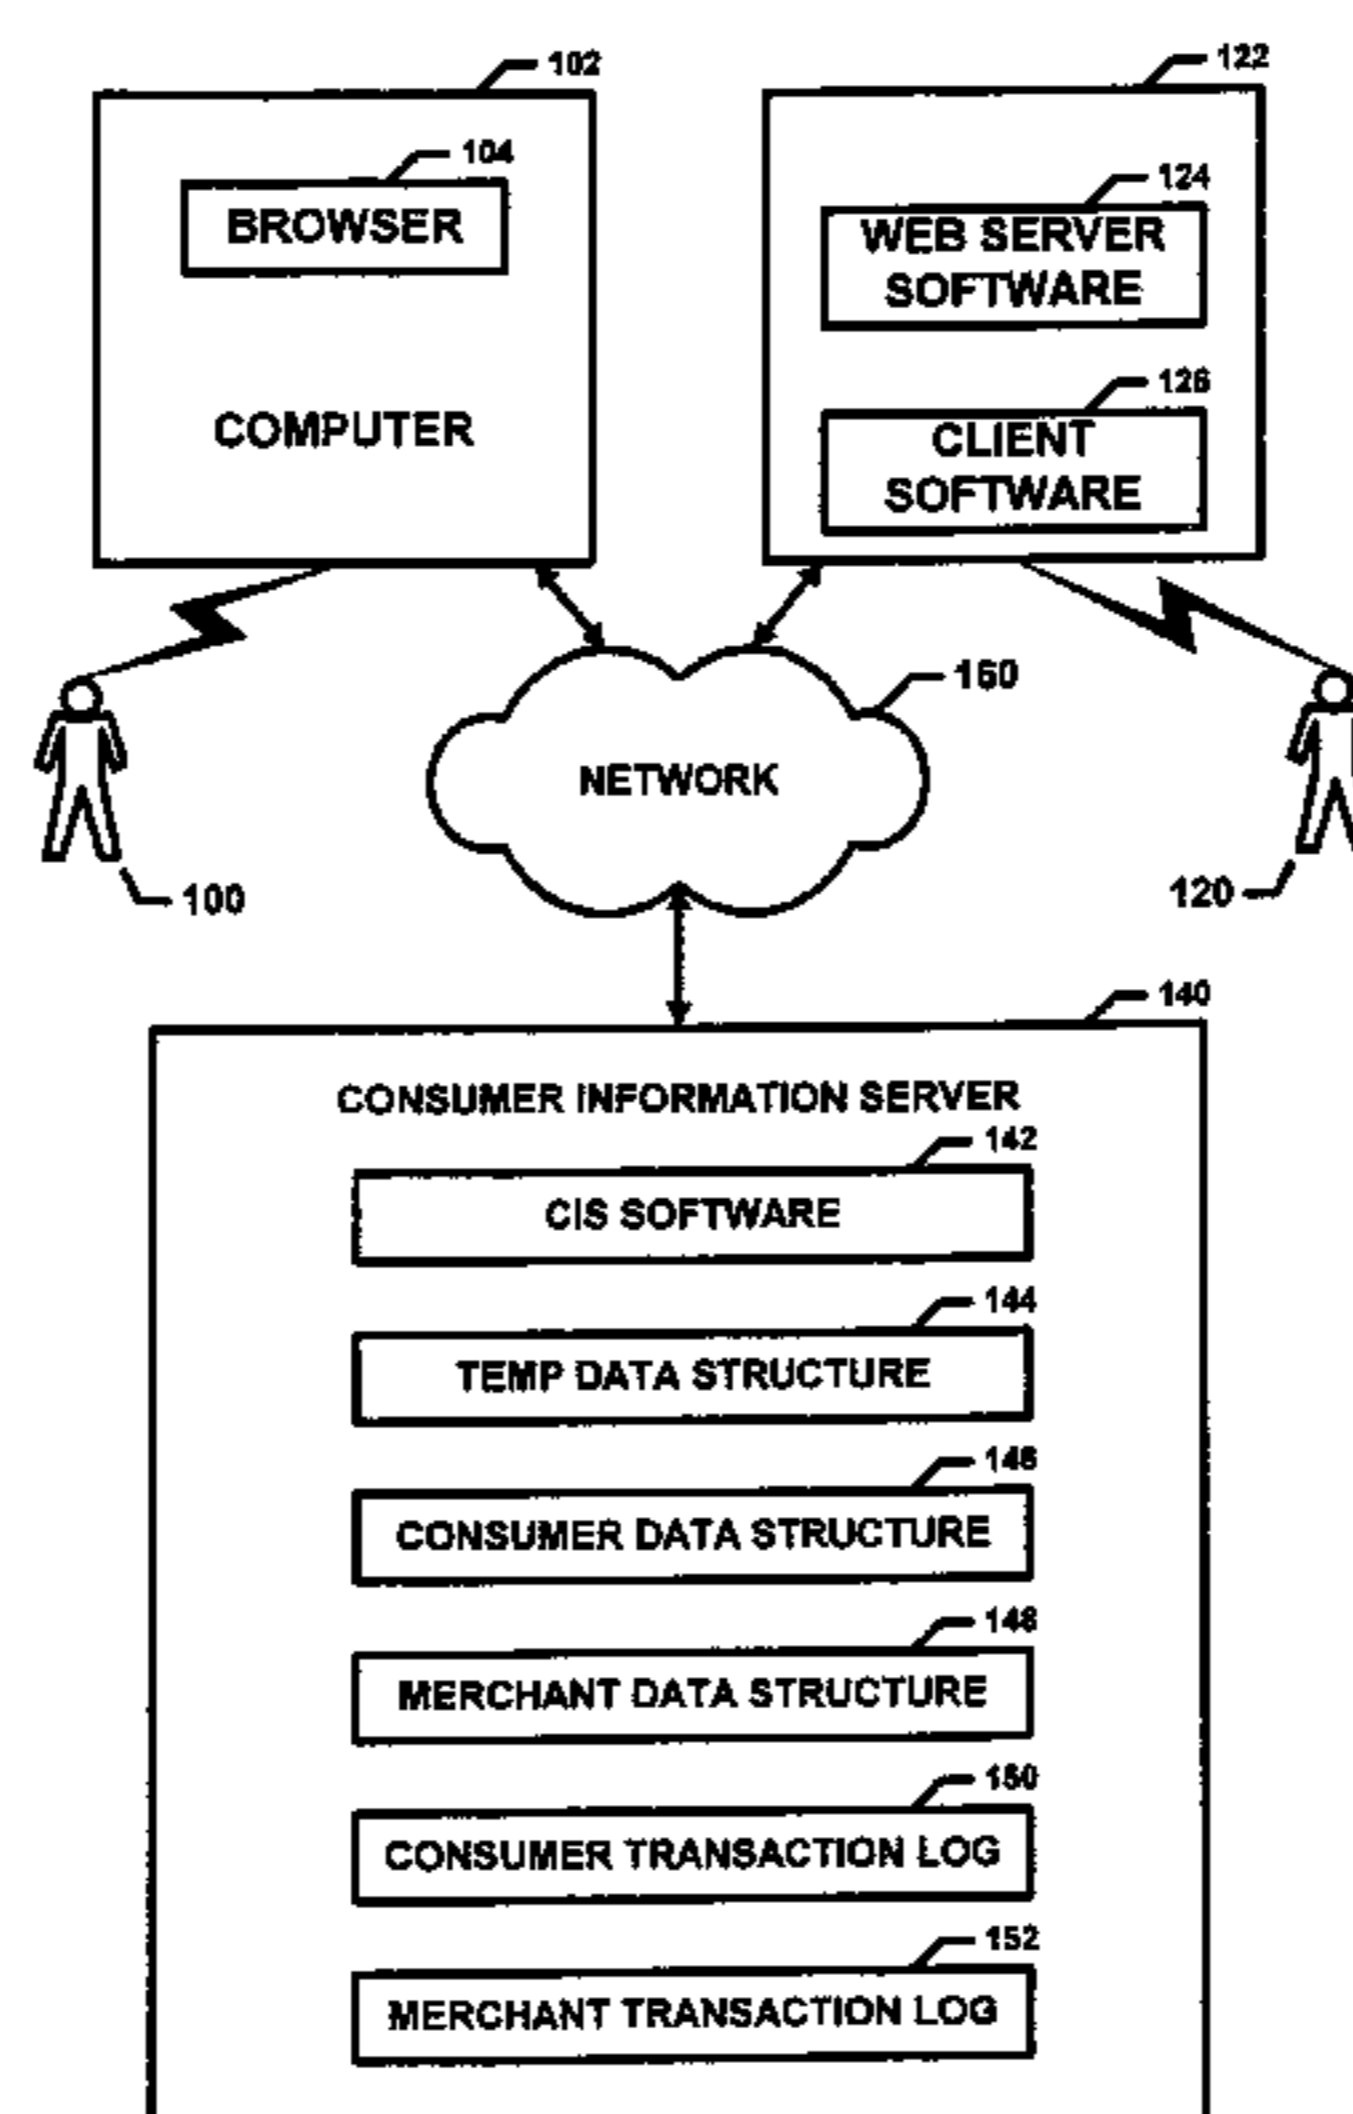 102
122
104
BROWSER
124
WEB SERVER
SOFTWARE
COMPUTER
126
CLIENT
SOFTWARE
160
NETWORK
100
120
140
CONSUMER INFORMATION SERVER
142
CIS SOFTWARE
144
TEMP DATA STRUCTURE
146
CONSUMER DATA STRUCTURE
148
MERCHANT DATA STRUCTURE
150
CONSUMER TRANSACTION LOG
152
MERCHANT TRANSACTION LOG